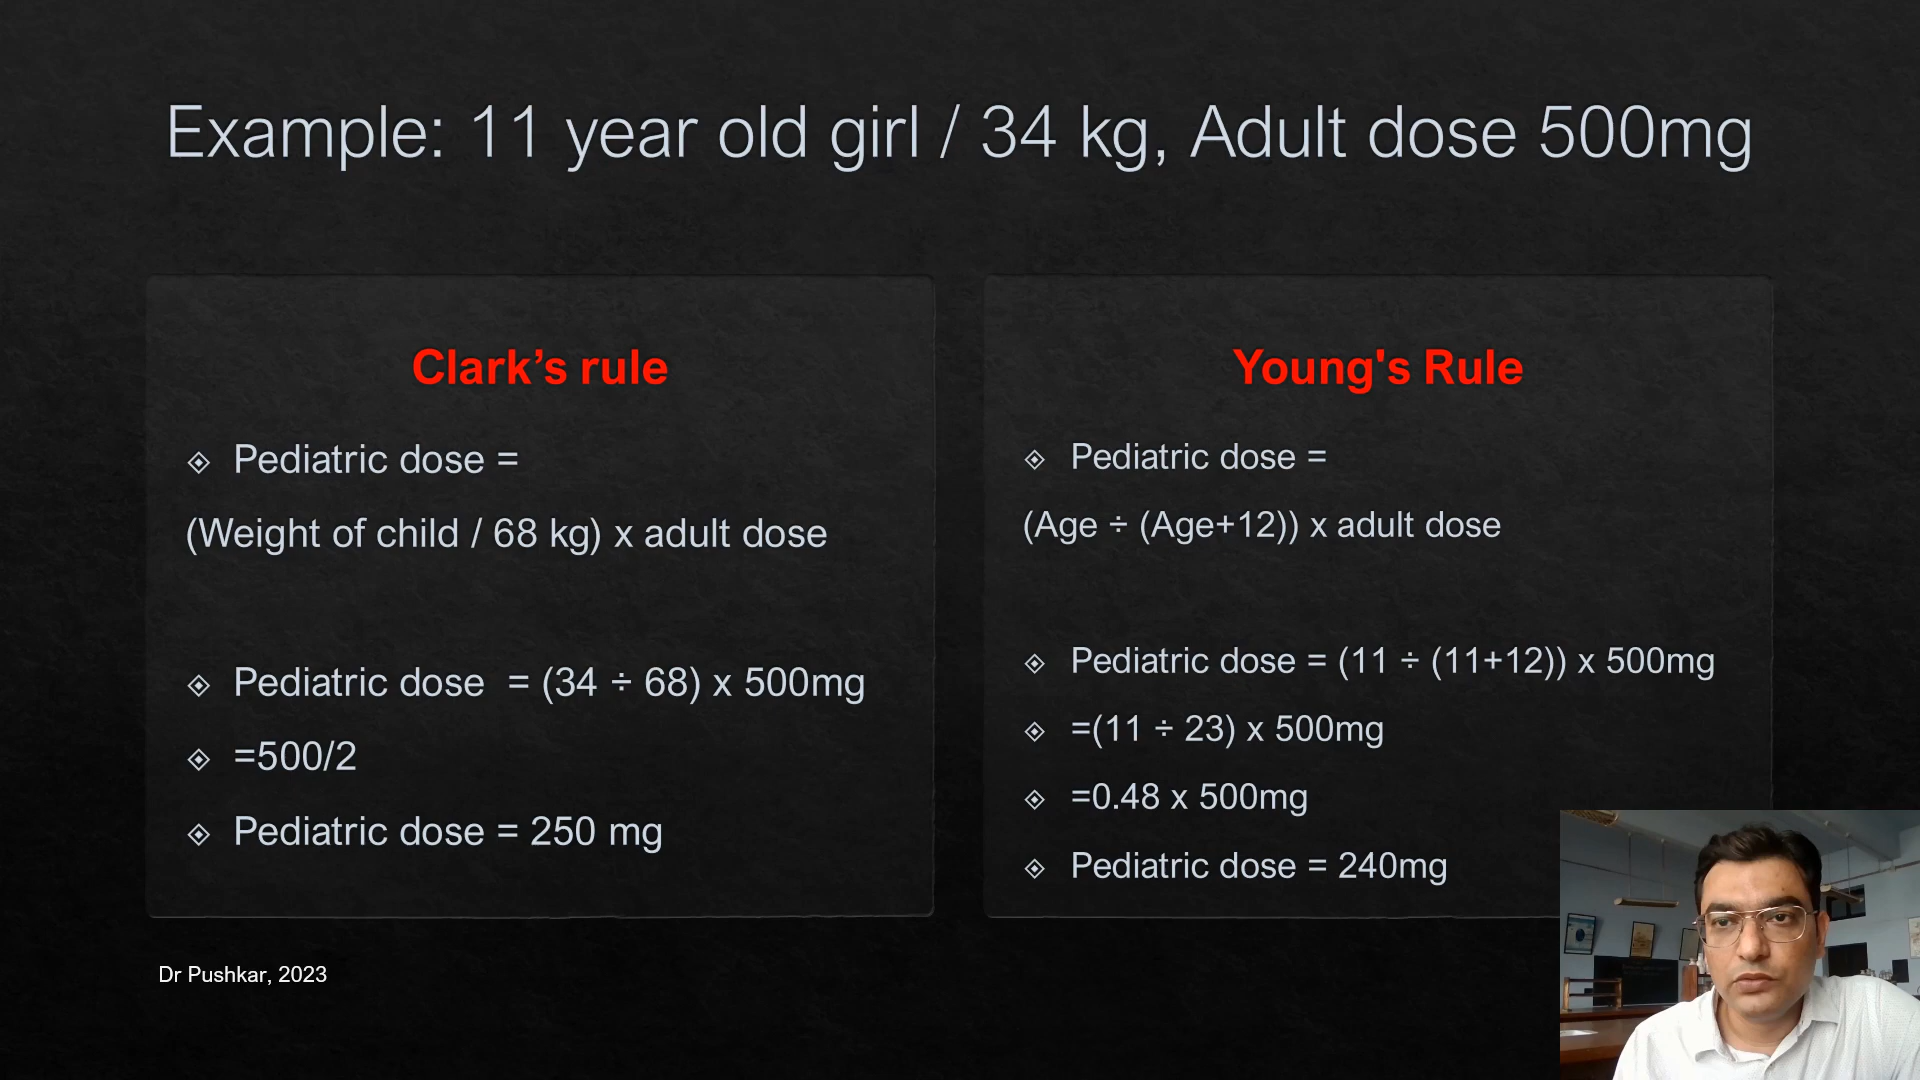 Example: 11 year old girl / 34 kg, Adult dose 500mg
Clark’s rule
Pediatric dose =
(Weight of child / 68 kg) x adult dose
Pediatric dose  = (34 ÷ 68) x 500mg
=500/2
Pediatric dose = 250 mg
Young's Rule
Pediatric dose =
(Age ÷ (Age+12)) x adult dose
Pediatric dose = (11 ÷ (11+12)) x 500mg
=(11 ÷ 23) x 500mg
=0.48 x 500mg
Pediatric dose = 240mg
Dr Pushkar, 2023